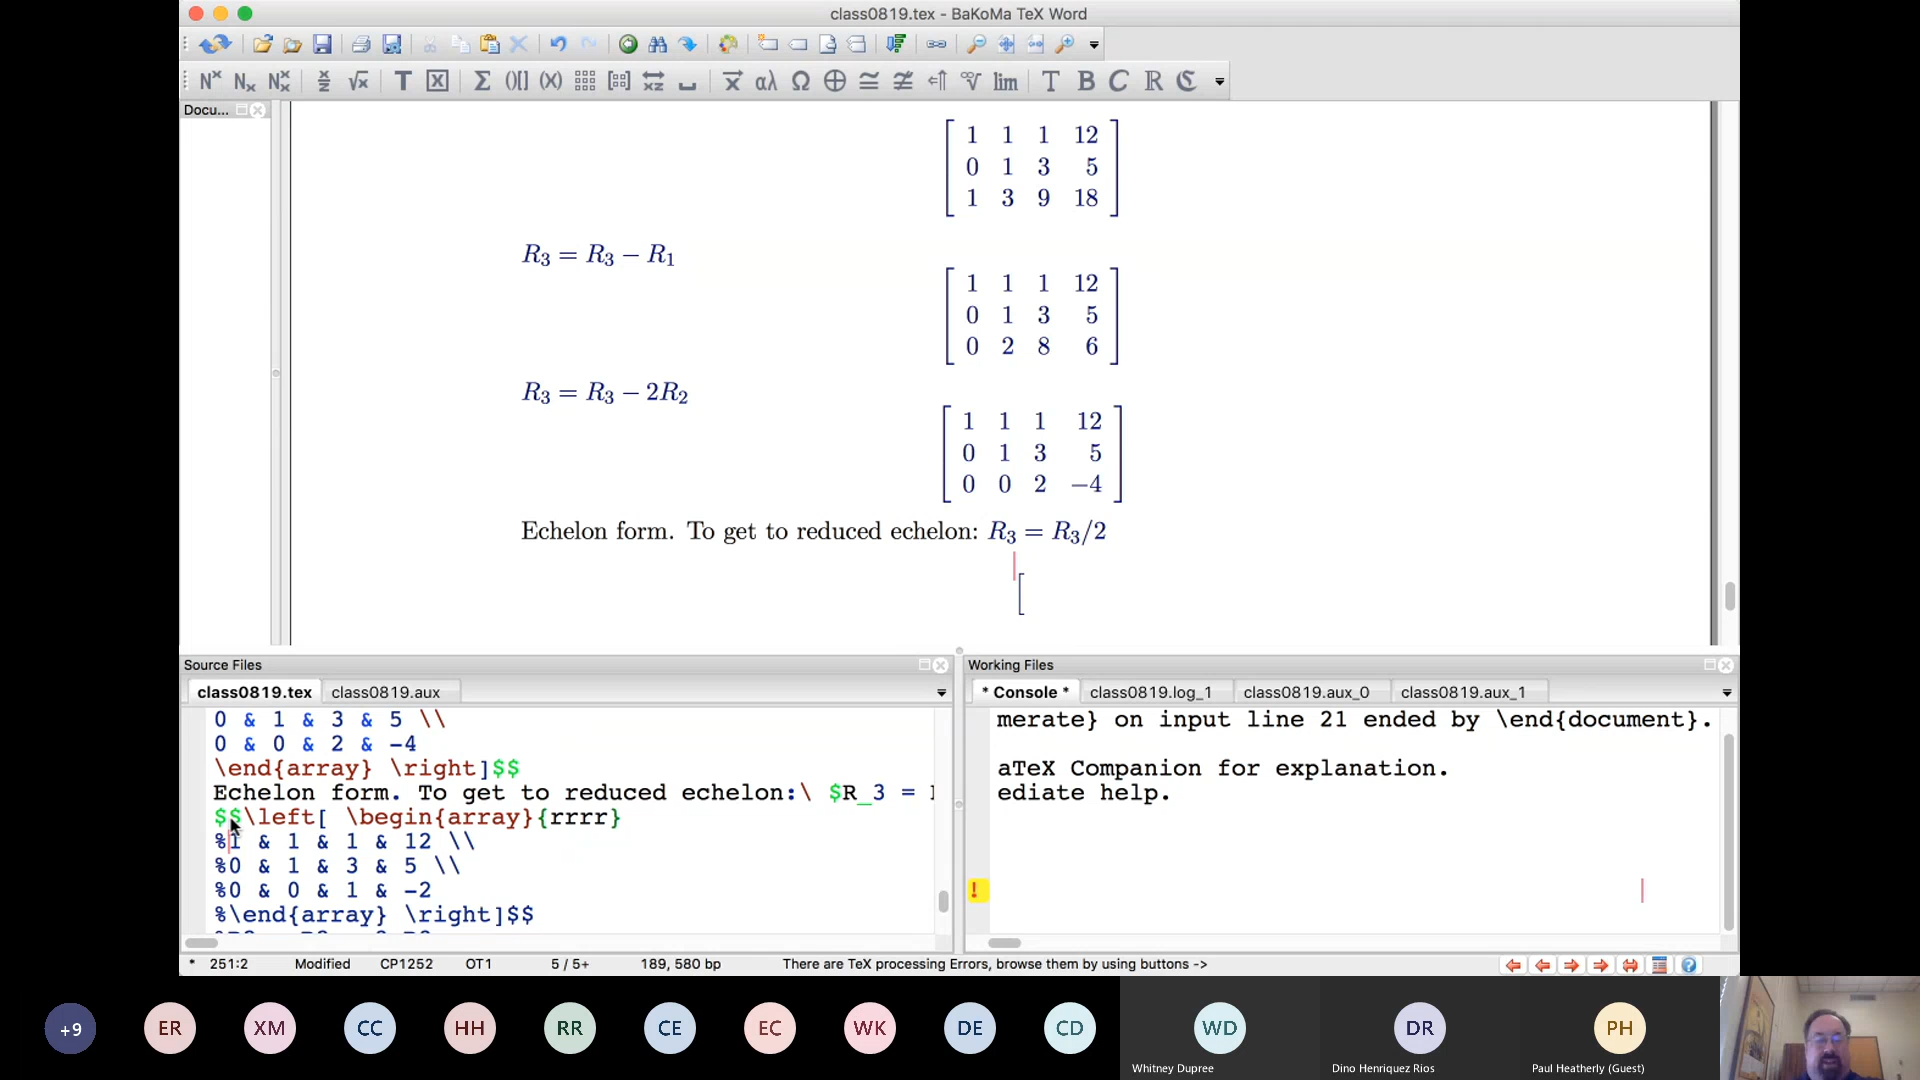 class0819.tex - BaKoMa TeX Word
Docu...
1 1 1 12
0 1 3 5
1 3 9 18
R3 = R3 − R1
1 1 1 12
0 1 3 5
0 2 8 6
R3 = R3 − 2R2
1 1 1 12
0 1 3 5
0 0 2 −4
Echelon form. To get to reduced echelon: R3 = R3/2
[
Source Files
class0819.tex class0819.aux
0 & 1 & 3 & 5 \\
0 & 0 & 2 & -4
\end{array} \right]$$
Echelon form. To get to reduced echelon:\ $R_3 =
$$\left[ \begin{array}{rrrr}
%1 & 1 & 1 & 12 \\
%0 & 1 & 3 & 5 \\
%0 & 0 & 1 & -2
%\end{array} \right]$$
Working Files
* Console * class0819.log_1 class0819.aux_0 class0819.aux_1
merate} on input line 21 ended by \end{document}.
aTeX Companion for explanation.
ediate help.
* 251:2 Modified CP1252 OT1 5 / 5+ 189, 580 bp There are TeX processing Errors, browse them by using buttons ->
+9 ER XM CC HH RR CE EC WK DE CD WD DR PH
Whitney Dupree Dino Henriquez Rios Paul Heatherly (Guest)